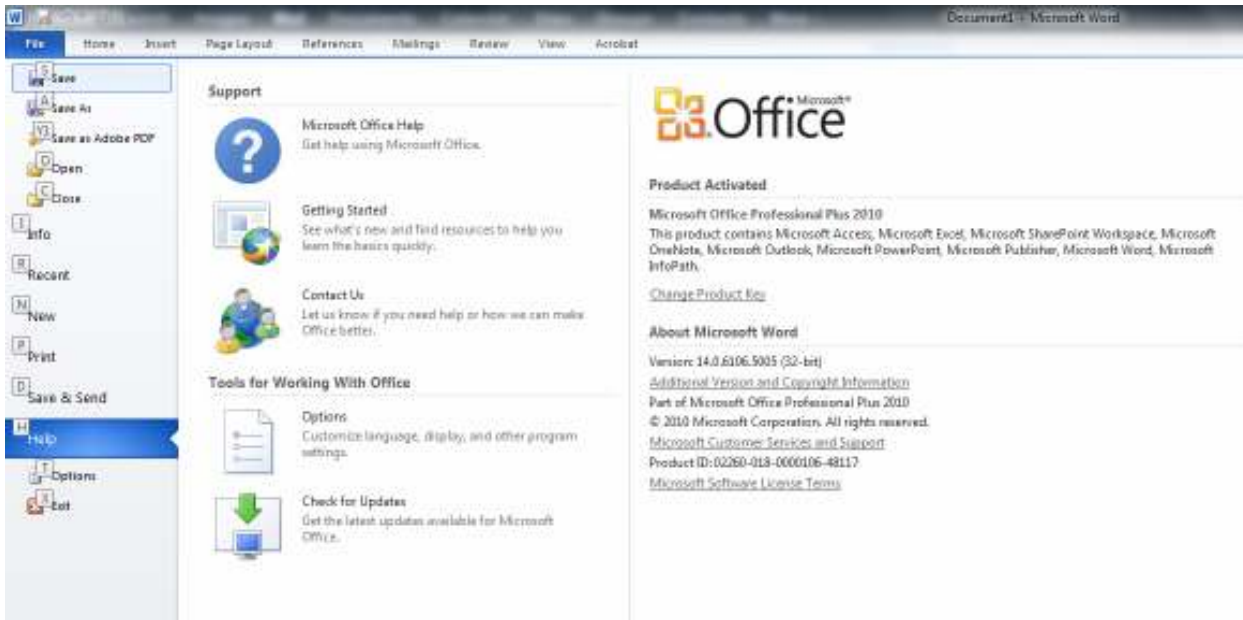 W
Document1 - Microsoft Word
File Home Insert Page Layout References Mailings Review View Acrobat
S Save
A Save As
Y3 Save as Adobe PDF
O Open
C Close
I Info
R Recent
N New
P Print
D Save & Send
H Help
T Options
X Exit
Support
Microsoft Office Help
Get help using Microsoft Office.
Getting Started
See what's new and find resources to help you
learn the basics quickly.
Contact Us
Let us know if you need help or how we can make
Office better.
Tools for Working With Office
Options
Customize language, display, and other program
settings.
Check for Updates
Get the latest updates available for Microsoft
Office.
Microsoft®
Office
Product Activated
Microsoft Office Professional Plus 2010
This product contains Microsoft Access, Microsoft Excel, Microsoft SharePoint Workspace, Microsoft
OneNote, Microsoft Outlook, Microsoft PowerPoint, Microsoft Publisher, Microsoft Word, Microsoft
InfoPath.
Change Product Key
About Microsoft Word
Version: 14.0.6106.5005 (32-bit)
Additional Version and Copyright Information
Part of Microsoft Office Professional Plus 2010
© 2010 Microsoft Corporation. All rights reserved.
Microsoft Customer Services and Support
Product ID: 02260-018-0000106-48117
Microsoft Software License Terms